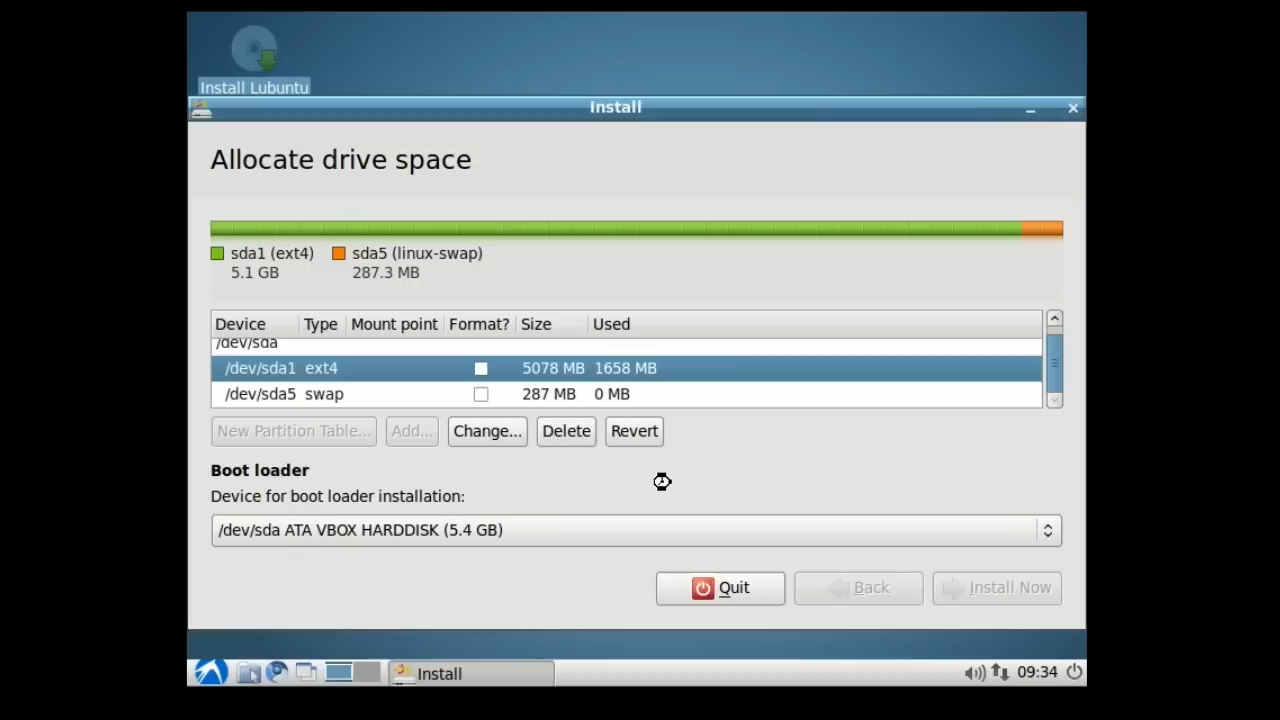 Install Lubuntu
Install
Allocate drive space
sda1 (ext4) sda5 (linux-swap)
5.1 GB 287.3 MB
Device Type Mount point Format? Size Used
/dev/sda
/dev/sda1 ext4 5078 MB 1658 MB
/dev/sda5 swap 287 MB 0 MB
New Partition Table... Add... Change... Delete Revert
Boot loader
Device for boot loader installation:
/dev/sda ATA VBOX HARDDISK (5.4 GB)
Quit Back Install Now
Install 09:34